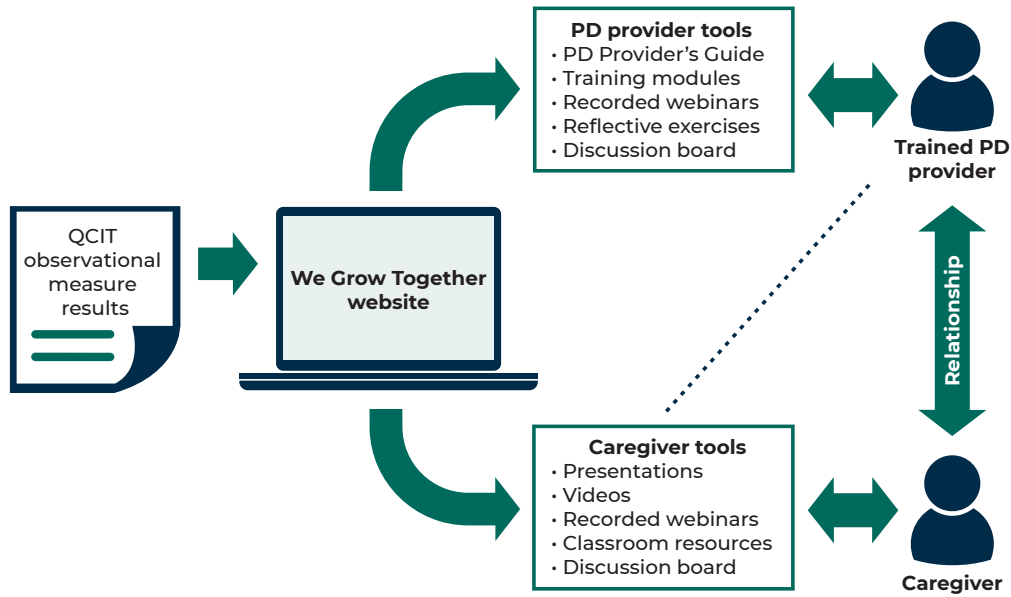 QCIT
observational
measure
results
We Grow Together
website
PD provider tools
· PD Provider’s Guide
· Training modules
· Recorded webinars
· Reflective exercises
· Discussion board
Trained PD
provider
Relationship
Caregiver tools
· Presentations
· Videos
· Recorded webinars
· Classroom resources
· Discussion board
Caregiver